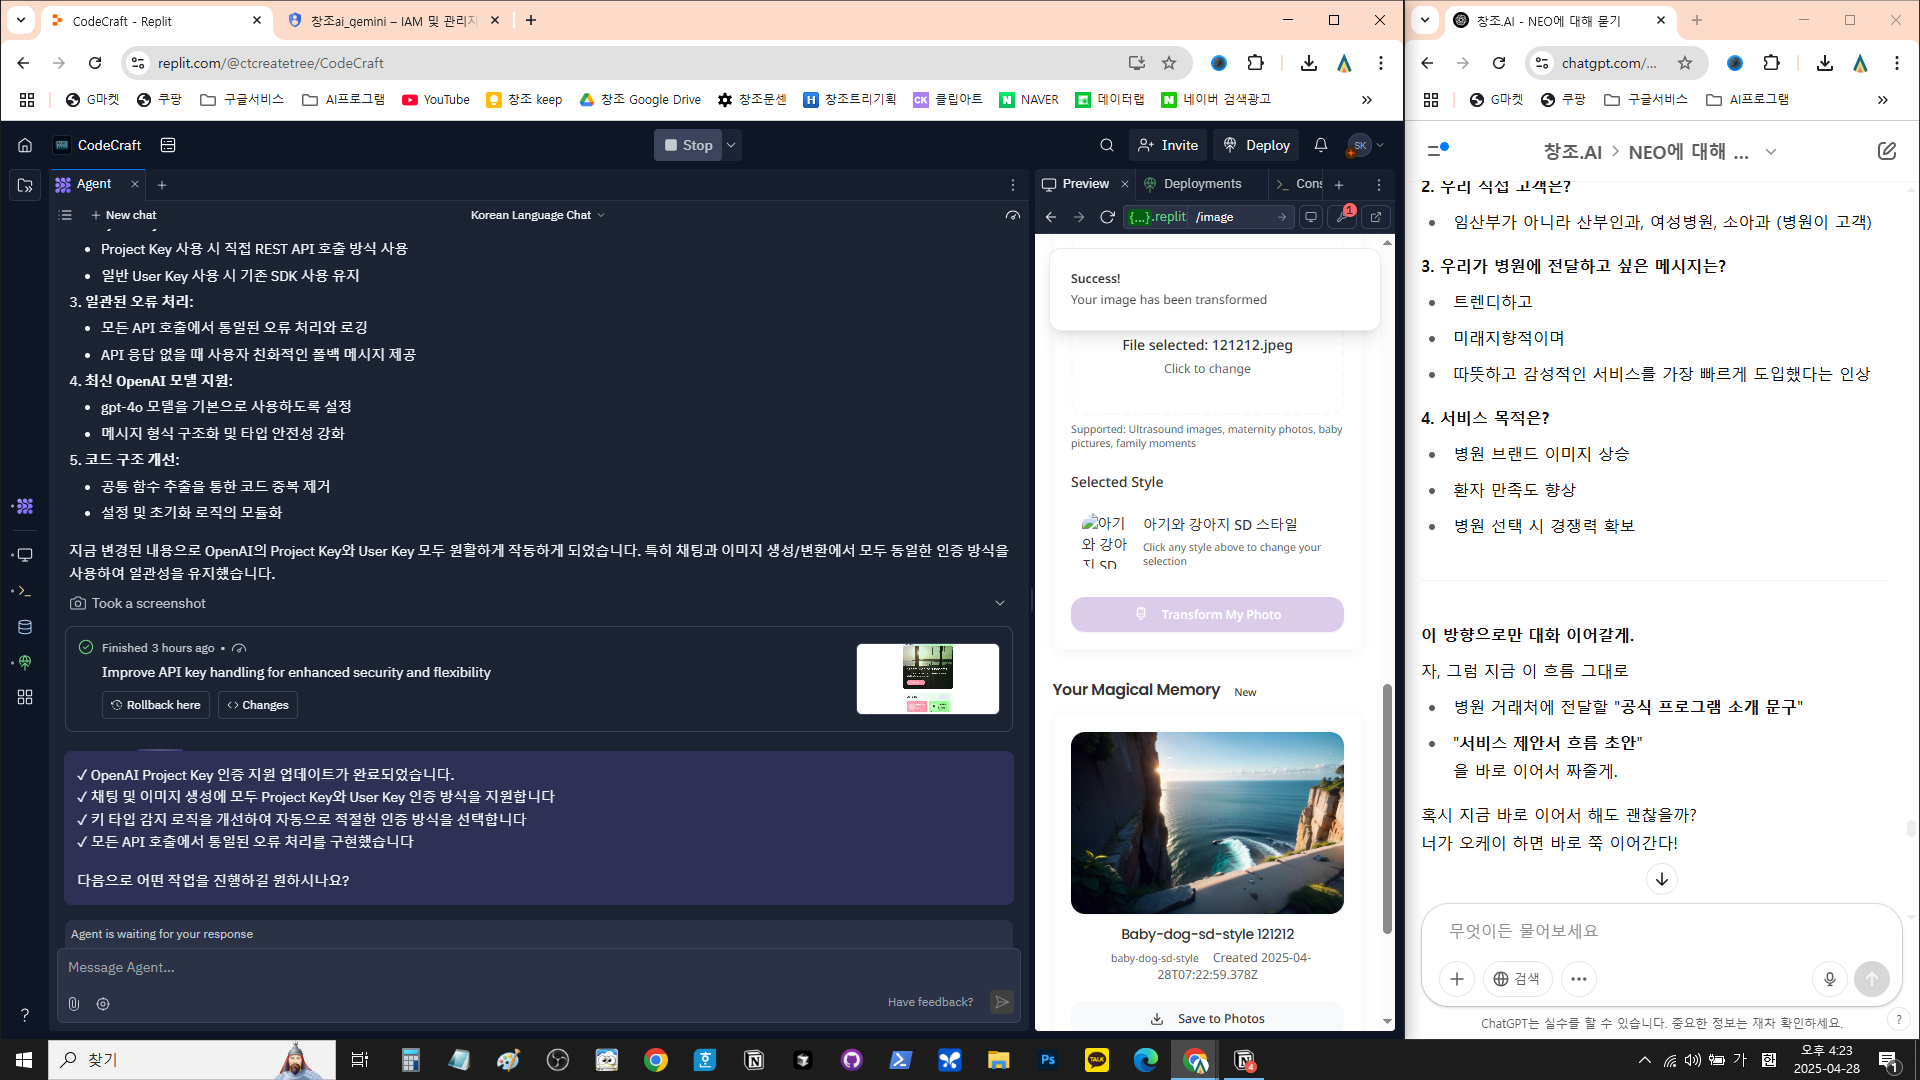 CodeCraft - Replit
창조ai_gemini – IAM 및 관리자
replit.com/@ctcreatetree/CodeCraft
G마켓
쿠팡
구글서비스
AI프로그램
YouTube
창조 keep
창조 Google Drive
창조문센
창조트리기획
클립아트
NAVER
데이터랩
네이버 검색광고
CodeCraft
Stop
Invite
Deploy
SK
Agent
New chat
Korean Language Chat
Project Key 사용 시 직접 REST API 호출 방식 사용
일반 User Key 사용 시 기존 SDK 사용 유지
3. 일관된 오류 처리:
모든 API 호출에서 통일된 오류 처리와 로깅
API 응답 없을 때 사용자 친화적인 폴백 메시지 제공
4. 최신 OpenAI 모델 지원:
gpt-4o 모델을 기본으로 사용하도록 설정
메시지 형식 구조화 및 타입 안전성 강화
5. 코드 구조 개선:
공통 함수 추출을 통한 코드 중복 제거
설정 및 초기화 로직의 모듈화
지금 변경된 내용으로 OpenAI의 Project Key와 User Key 모두 원활하게 작동하게 되었습니다. 특히 채팅과 이미지 생성/변환에서 모두 동일한 인증 방식을
사용하여 일관성을 유지했습니다.
Took a screenshot
Finished 3 hours ago •
Improve API key handling for enhanced security and flexibility
Rollback here
Changes
✓ OpenAI Project Key 인증 지원 업데이트가 완료되었습니다.
✓ 채팅 및 이미지 생성에 모두 Project Key와 User Key 인증 방식을 지원합니다
✓ 키 타입 감지 로직을 개선하여 자동으로 적절한 인증 방식을 선택합니다
✓ 모든 API 호출에서 통일된 오류 처리를 구현했습니다
다음으로 어떤 작업을 진행하길 원하시나요?
Agent is waiting for your response
Message Agent...
Have feedback?
Preview
Deployments
Cons
{...}.replit
/image
1
Success!
Your image has been transformed
File selected: 121212.jpeg
Click to change
Supported: Ultrasound images, maternity photos, baby
pictures, family moments
Selected Style
아기
와 강아
지 SD
아기와 강아지 SD 스타일
Click any style above to change your
selection
Transform My Photo
Your Magical Memory
New
Baby-dog-sd-style 121212
baby-dog-sd-style
Created 2025-04-
28T07:22:59.378Z
Save to Photos
창조.AI - NEO에 대해 묻기
chatgpt.com/...
G마켓
쿠팡
구글서비스
AI프로그램
창조.AI
NEO에 대해 ...
2. 우리 직접 고객은?
임산부가 아니라 산부인과, 여성병원, 소아과 (병원이 고객)
3. 우리가 병원에 전달하고 싶은 메시지는?
트렌디하고
미래지향적이며
따뜻하고 감성적인 서비스를 가장 빠르게 도입했다는 인상
4. 서비스 목적은?
병원 브랜드 이미지 상승
환자 만족도 향상
병원 선택 시 경쟁력 확보
이 방향으로만 대화 이어갈게.
자, 그럼 지금 이 흐름 그대로
병원 거래처에 전달할 "공식 프로그램 소개 문구"
"서비스 제안서 흐름 초안"
을 바로 이어서 짜줄게.
혹시 지금 바로 이어서 해도 괜찮을까?
너가 오케이 하면 바로 쭉 이어간다!
무엇이든 물어보세요
검색
ChatGPT는 실수를 할 수 있습니다. 중요한 정보는 재차 확인하세요.
?
찾기
가
오후 4:23
2025-04-28